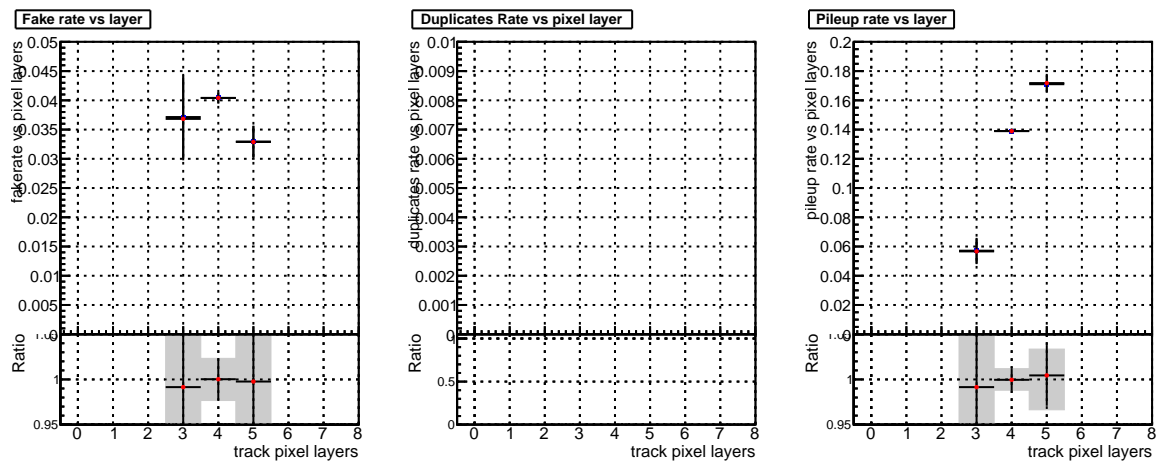 Fake rate vs layer
fakerate vs pixel layers
0.05
0.045
0.04
0.035
0.03
0.025
0.02
0.015
0.01
0.005
0
Ratio
1
0.95
0 1 2 3 4 5 6 7 8
track pixel layers
Duplicates Rate vs pixel layer
duplicates rate vs pixel layers
0.01
0.009
0.008
0.007
0.006
0.005
0.004
0.003
0.002
0.001
0
Ratio
1
0.5
0
0 1 2 3 4 5 6 7 8
track pixel layers
Pileup rate vs layer
pileup rate vs pixel layers
0.2
0.18
0.16
0.14
0.12
0.1
0.08
0.06
0.04
0.02
0
Ratio
1
0.95
0 1 2 3 4 5 6 7 8
track pixel layers